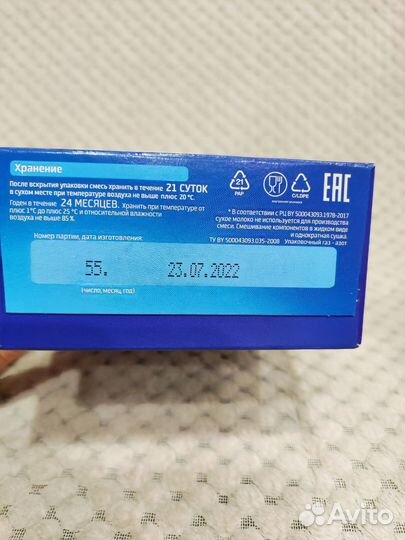 Хранение
После вскрытия упаковки смесь хранить в течение 21 СУТОК
в сухом месте при температуре воздуха не выше плюс 20 °С.
Годен в течение 24 МЕСЯЦЕВ. хранить при температуре от
плюс 1°С до плюс 25 °С и относительной влажности
воздуха не выше 85 %.
21
PAP
C/LDPE
EAC
* В соответствии с РЦ BY 500043093.1978-2017
сухое молоко не используется для производства
смеси. Смешивание компонентов в жидком виде
и однократная сушка.
Номер партии, дата изготовления:
ТУ BY 500043093.035-2008 Упаковочный газ - азот
55. 23.07.2022
(число, месяц, год)
Avito